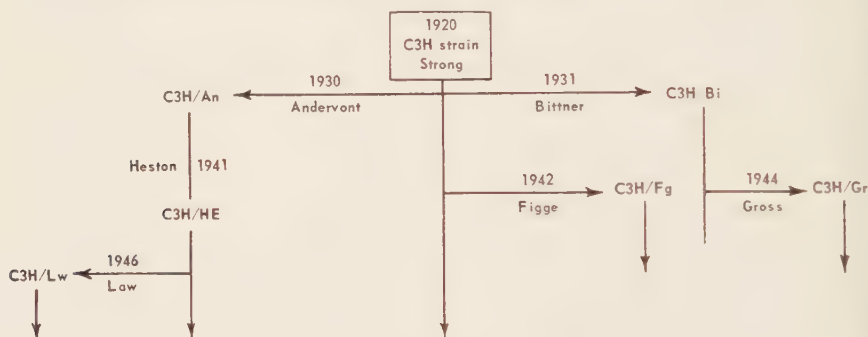 1920
C3H strain
Strong
1930
1931
C3H/An
Andervont
Bittner
C3H Bi
Heston 1941
1942
1944
C3H/Fg
C3H/Gr
Figge
Gross
C3H/HE
1946
C3H/Lw
Law